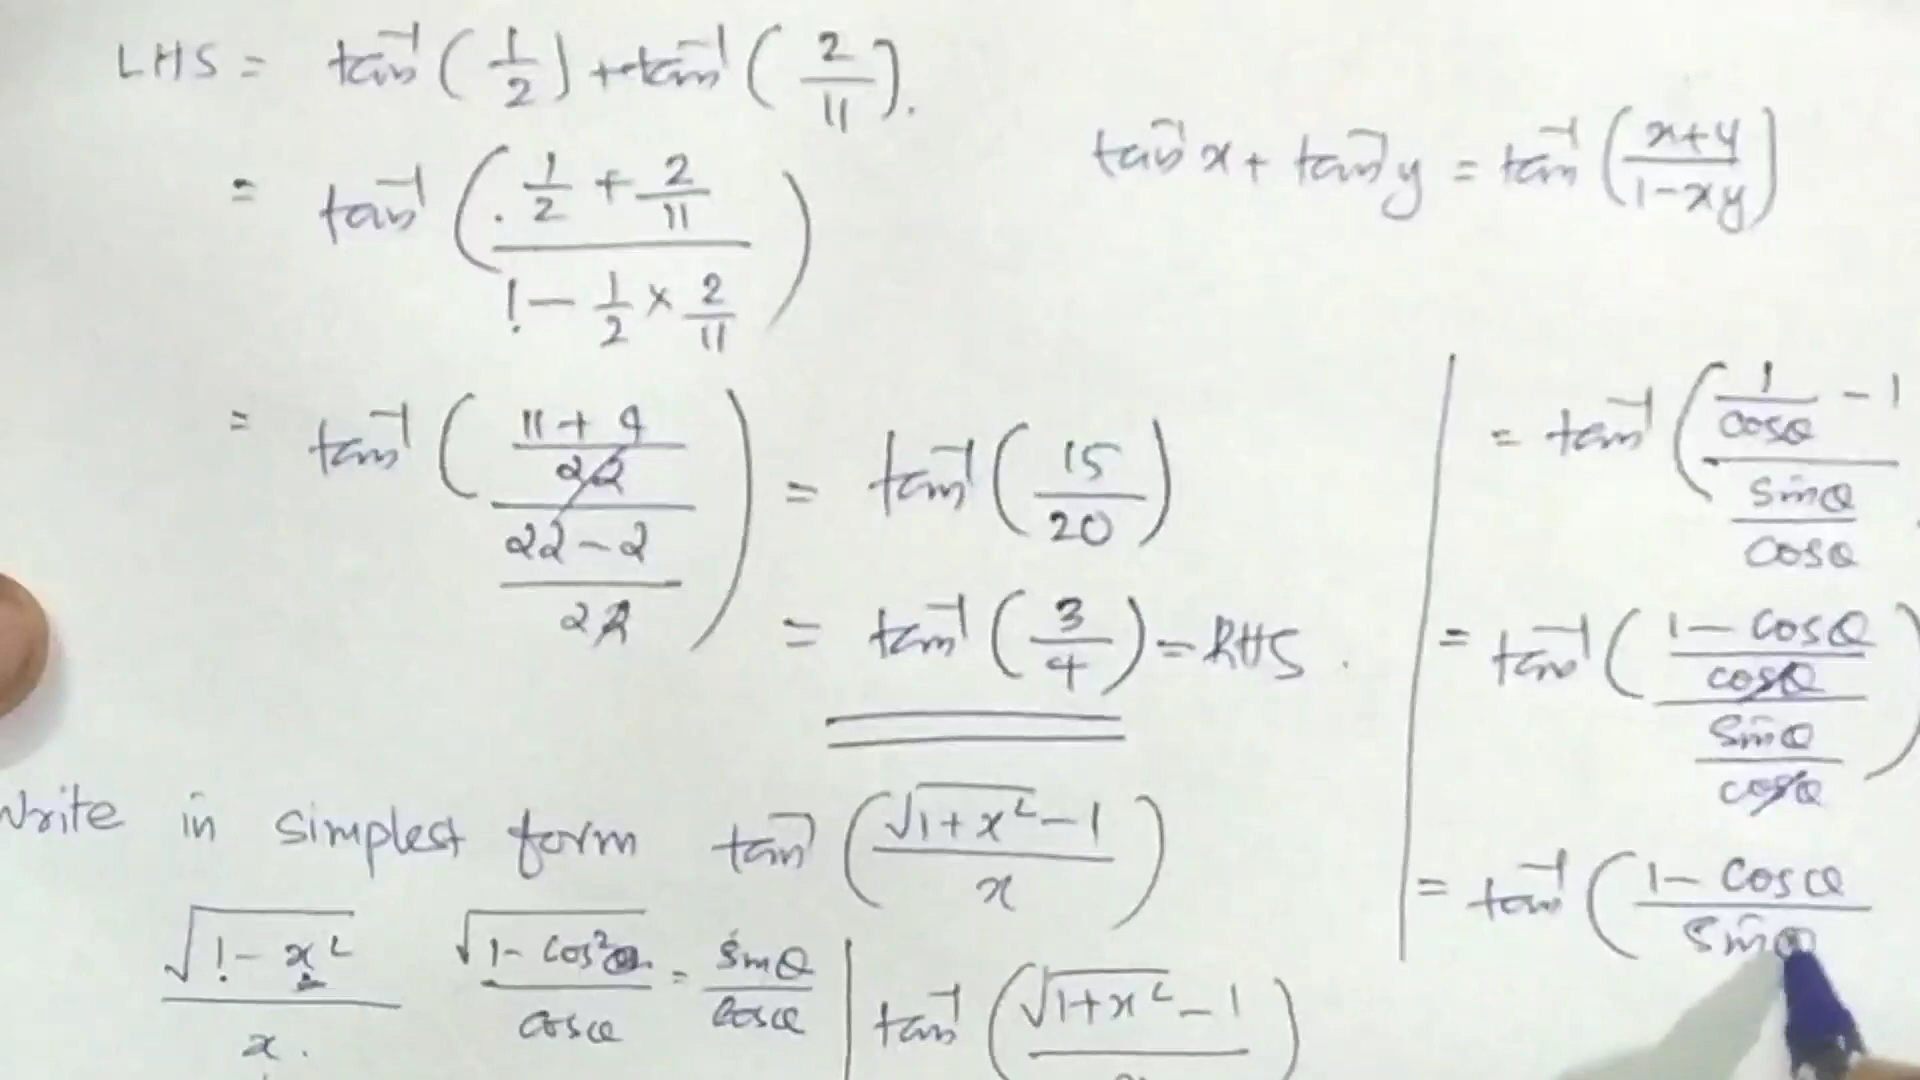 LHS = tan⁻¹(1/2) + tan⁻¹(2/11).
= tan⁻¹((1/2 + 2/11)/(1 - 1/2 × 2/11))
= tan⁻¹(((11+4)/22)/((22-2)/22)) = tan⁻¹(15/20)
= tan⁻¹(3/4) = RHS.
tan⁻¹x + tan⁻¹y = tan⁻¹((x+y)/(1-xy))
Write in simplest form tan⁻¹((√(1+x²) - 1)/x)
√(1-x²)/x. √(1-cos²θ)/cosθ = sinθ/cosθ
tan⁻¹(√(1+x²) - 1)
= tan⁻¹((1/cosθ - 1)/(sinθ/cosθ)
= tan⁻¹(((1-cosθ)/cosθ)/(sinθ/cosθ))
= tan⁻¹((1-cosθ)/sinθ